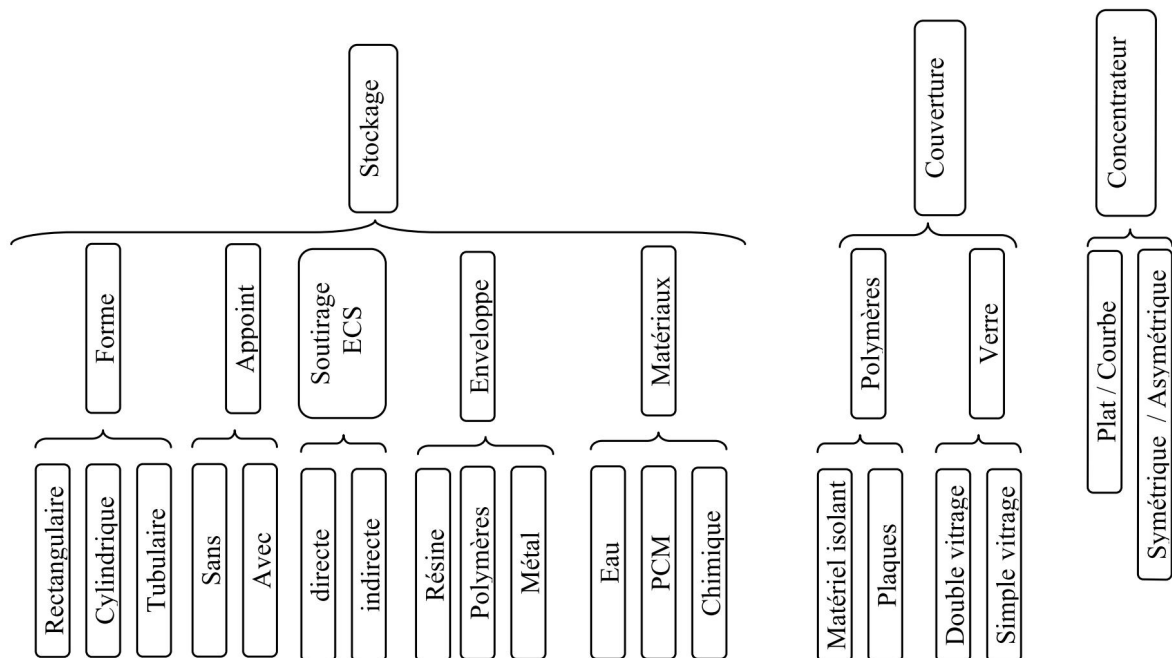 Stockage
Forme
Rectangulaire
Cylindrique
Tubulaire
Appoint
Sans
Avec
Soutirage
ECS
directe
indirecte
Enveloppe
Résine
Polymères
Métal
Matériaux
Eau
PCM
Chimique
Couverture
Polymères
Matériel isolant
Plaques
Verre
Double vitrage
Simple vitrage
Concentrateur
Plat / Courbe
Symétrique / Asymétrique